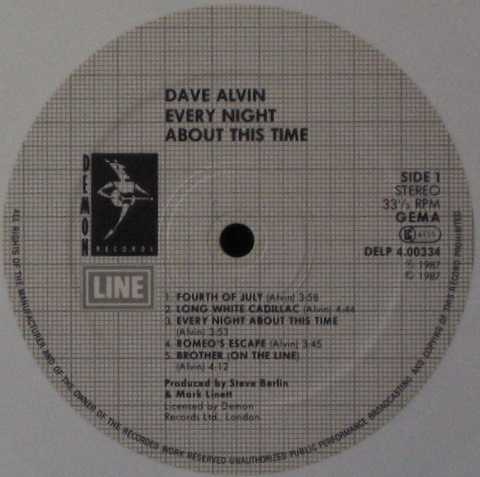 DAVE ALVIN
EVERY NIGHT
ABOUT THIS TIME
DEMON
RECORDS
LINE
SIDE 1
STEREO
33⅓ RPM
GEMA
DELP 4.00334
℗ 1987
© 1987
1. FOURTH OF JULY (Alvin) 3:58
2. LONG WHITE CADILLAC (Alvin) 4:44
3. EVERY NIGHT ABOUT THIS TIME
(Alvin) 3:53
4. ROMEO'S ESCAPE (Alvin) 3:45
5. BROTHER (ON THE LINE)
(Alvin) 4:12
Produced by Steve Berlin
& Mark Linett
Licensed by Demon
Records Ltd., London
ALL RIGHTS OF THE MANUFACTURER AND OF THE OWNER OF THE RECORDED WORK RESERVED UNAUTHORIZED PUBLIC PERFORMANCE BROADCASTING AND COPYING OF THIS RECORD PROHIBITED